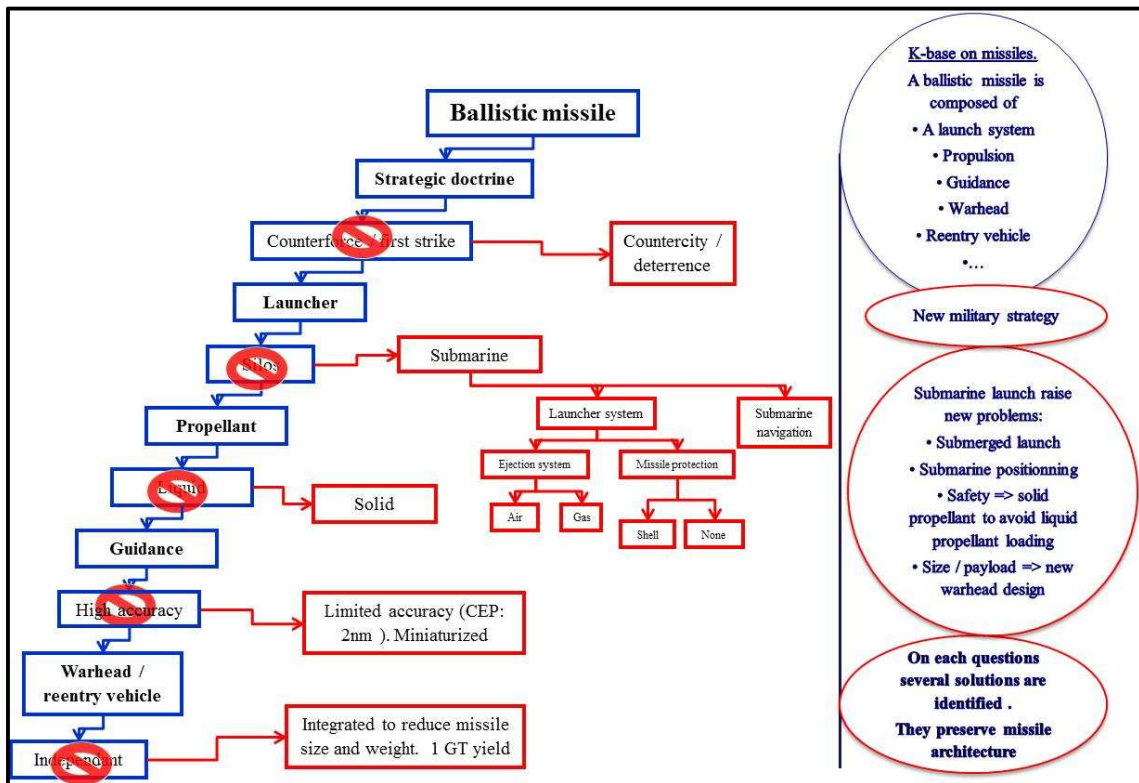 Ballistic missile
Strategic doctrine
Counterforce / first strike
Countercity /
deterrence
Launcher
Silos
Submarine
Launcher system
Submarine
navigation
Ejection system
Missile protection
Air
Gas
Shell
None
Propellant
Liquid
Solid
Guidance
High accuracy
Limited accuracy (CEP:
2nm ). Miniaturized
Warhead /
reentry vehicle
Independant
Integrated to reduce missile
size and weight. 1 GT yield
K-base on missiles.
A ballistic missile is
composed of
• A launch system
• Propulsion
• Guidance
• Warhead
• Reentry vehicle
•…
New military strategy
Submarine launch raise
new problems:
• Submerged launch
• Submarine positionning
• Safety => solid
propellant to avoid liquid
propellant loading
• Size / payload => new
warhead design
On each questions
several solutions are
identified .
They preserve missile
architecture